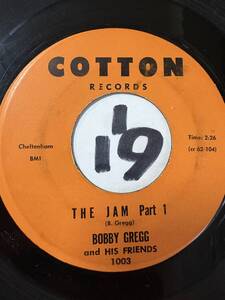 COTTON
RECORDS
Cheltenham
BMI
Time: 2:26
(cr 62-104)
19
THE JAM Part 1
(B. Gregg)
BOBBY GREGG
and HIS FRIENDS
1003